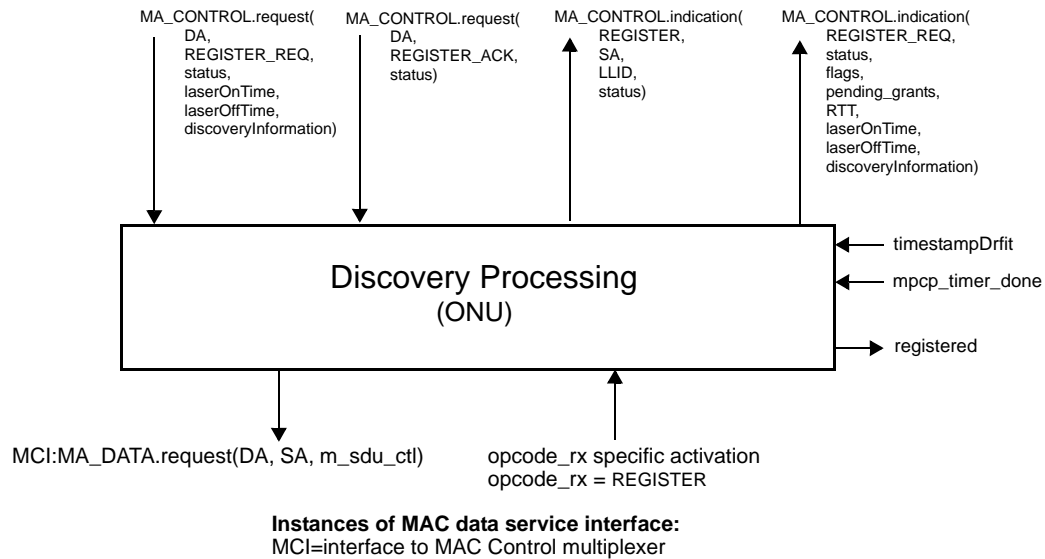 MA_CONTROL.request(
DA,
REGISTER_REQ,
status,
laserOnTime,
laserOffTime,
discoveryInformation)
MA_CONTROL.request(
DA,
REGISTER_ACK,
status)
MA_CONTROL.indication(
REGISTER,
SA,
LLID,
status)
MA_CONTROL.indication(
REGISTER_REQ,
status,
flags,
pending_grants,
RTT,
laserOnTime,
laserOffTime,
discoveryInformation)
Discovery Processing
(ONU)
timestampDrfit
mpcp_timer_done
registered
MCI:MA_DATA.request(DA, SA, m_sdu_ctl)
opcode_rx specific activation
opcode_rx = REGISTER
Instances of MAC data service interface:
MCI=interface to MAC Control multiplexer